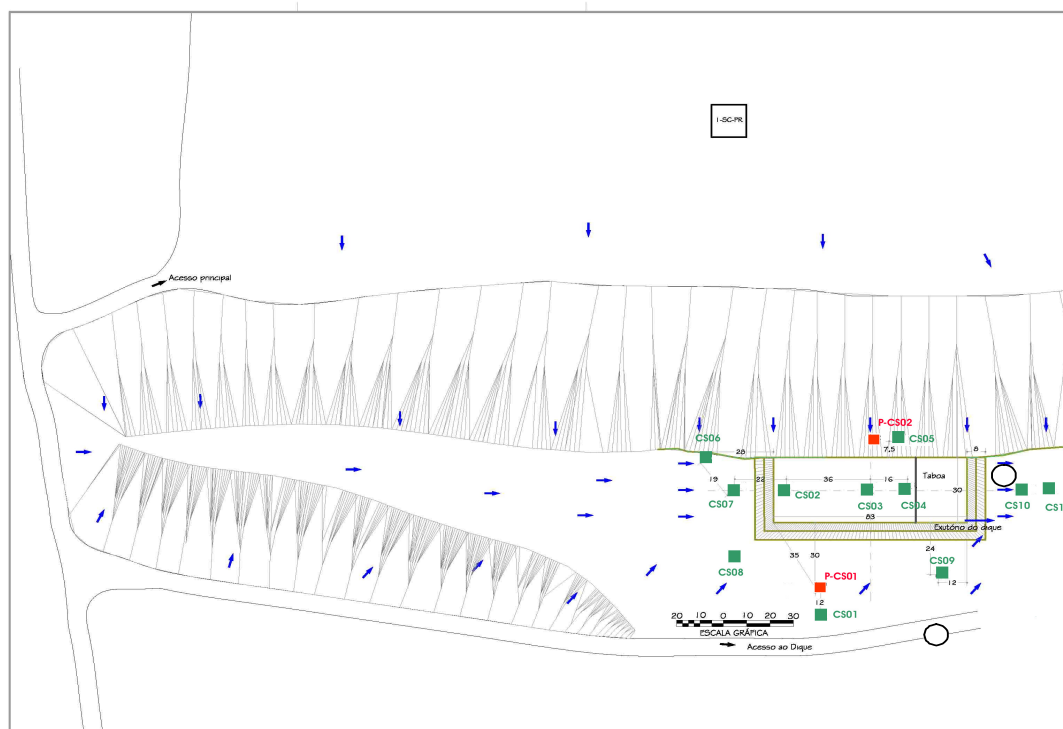 1-SC-PR
Acesso principal
P-CS02
CS06
CS05
7,5
28
8
19
22
36
16
Taboa
30
CS07
CS02
CS03
CS04
CS10
CS1
83
Exutório do dique
35
30
24
CS08
CS09
P-CS01
12
12
CS01
20 10 0 10 20 30
ESCALA GRÁFICA
Acesso ao Dique